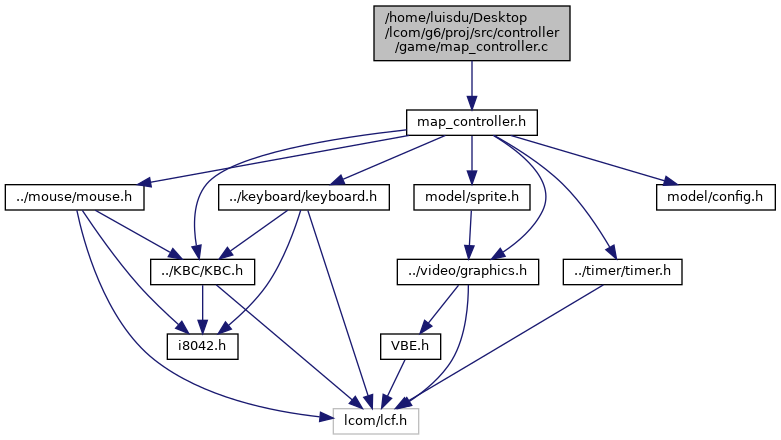 /home/luisdu/Desktop
/lcom/g6/proj/src/controller
/game/map_controller.c
map_controller.h
../mouse/mouse.h
../keyboard/keyboard.h
model/sprite.h
model/config.h
../KBC/KBC.h
../video/graphics.h
../timer/timer.h
i8042.h
VBE.h
lcom/lcf.h